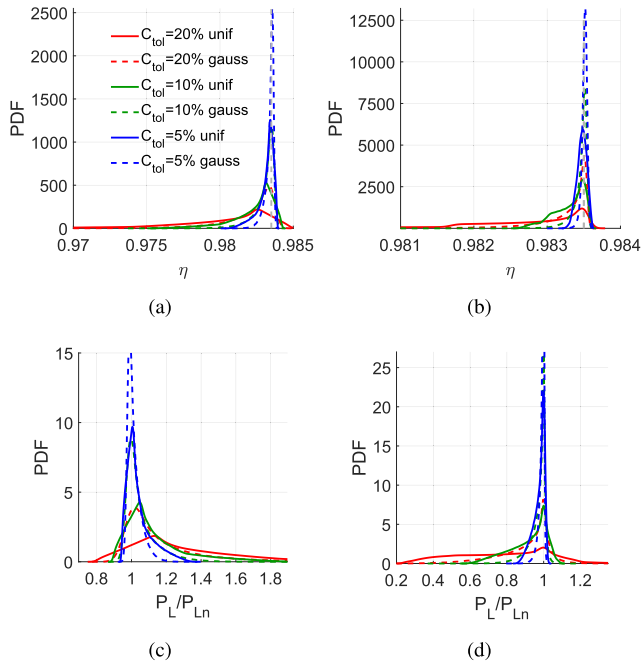 2500
2000
1500
1000
500
0
PDF
C_tol=20% unif
C_tol=20% gauss
C_tol=10% unif
C_tol=10% gauss
C_tol=5% unif
C_tol=5% gauss
0.97 0.975 0.98 0.985
η
(a)
12500
10000
7500
5000
2500
0
PDF
0.981 0.982 0.983 0.984
η
(b)
15
10
5
0
PDF
0.8 1 1.2 1.4 1.6 1.8
P_L/P_Ln
(c)
25
20
15
10
5
0
PDF
0.2 0.4 0.6 0.8 1 1.2
P_L/P_Ln
(d)